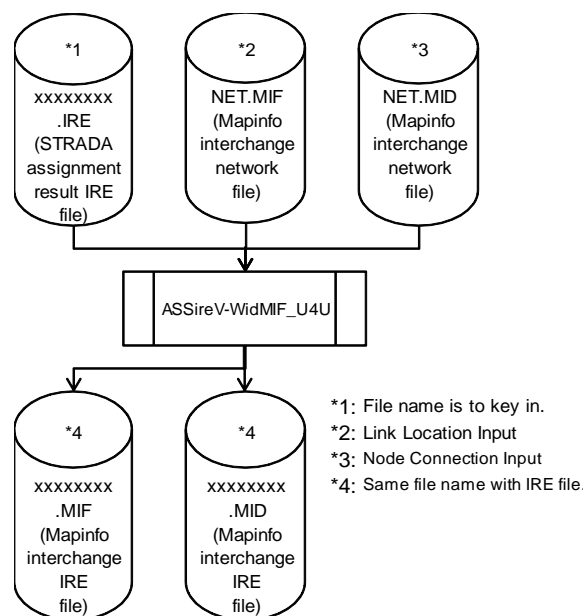 *1
xxxxxxxx
.IRE
(STRADA
assignment
result IRE
file)
*2
NET.MIF
(Mapinfo
interchange
network
file)
*3
NET.MID
(Mapinfo
interchange
network
file)
ASSireV-WidMIF_U4U
*4
xxxxxxxx
.MIF
(Mapinfo
interchange
IRE
file)
*4
xxxxxxxx
.MID
(Mapinfo
interchange
IRE
file)
*1: File name is to key in.
*2: Link Location Input
*3: Node Connection Input
*4: Same file name with IRE file.